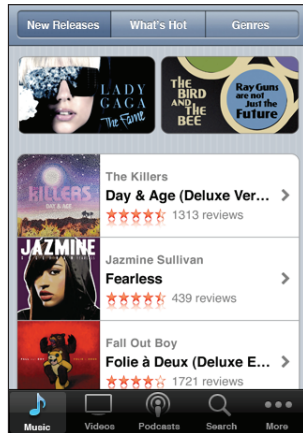 New Releases
What's Hot
Genres
LADY
GAGA
The Fame
THE
BIRD
AND
THE
BEE
Ray Guns
are not
Just the
Future
KILLERS
DAY & AGE
The Killers
Day & Age (Deluxe Ver...
1313 reviews
JAZMINE
Jazmine Sullivan
Fearless
439 reviews
Fall Out Boy
Folie à Deux (Deluxe E...
1721 reviews
Music
Videos
Podcasts
Search
More